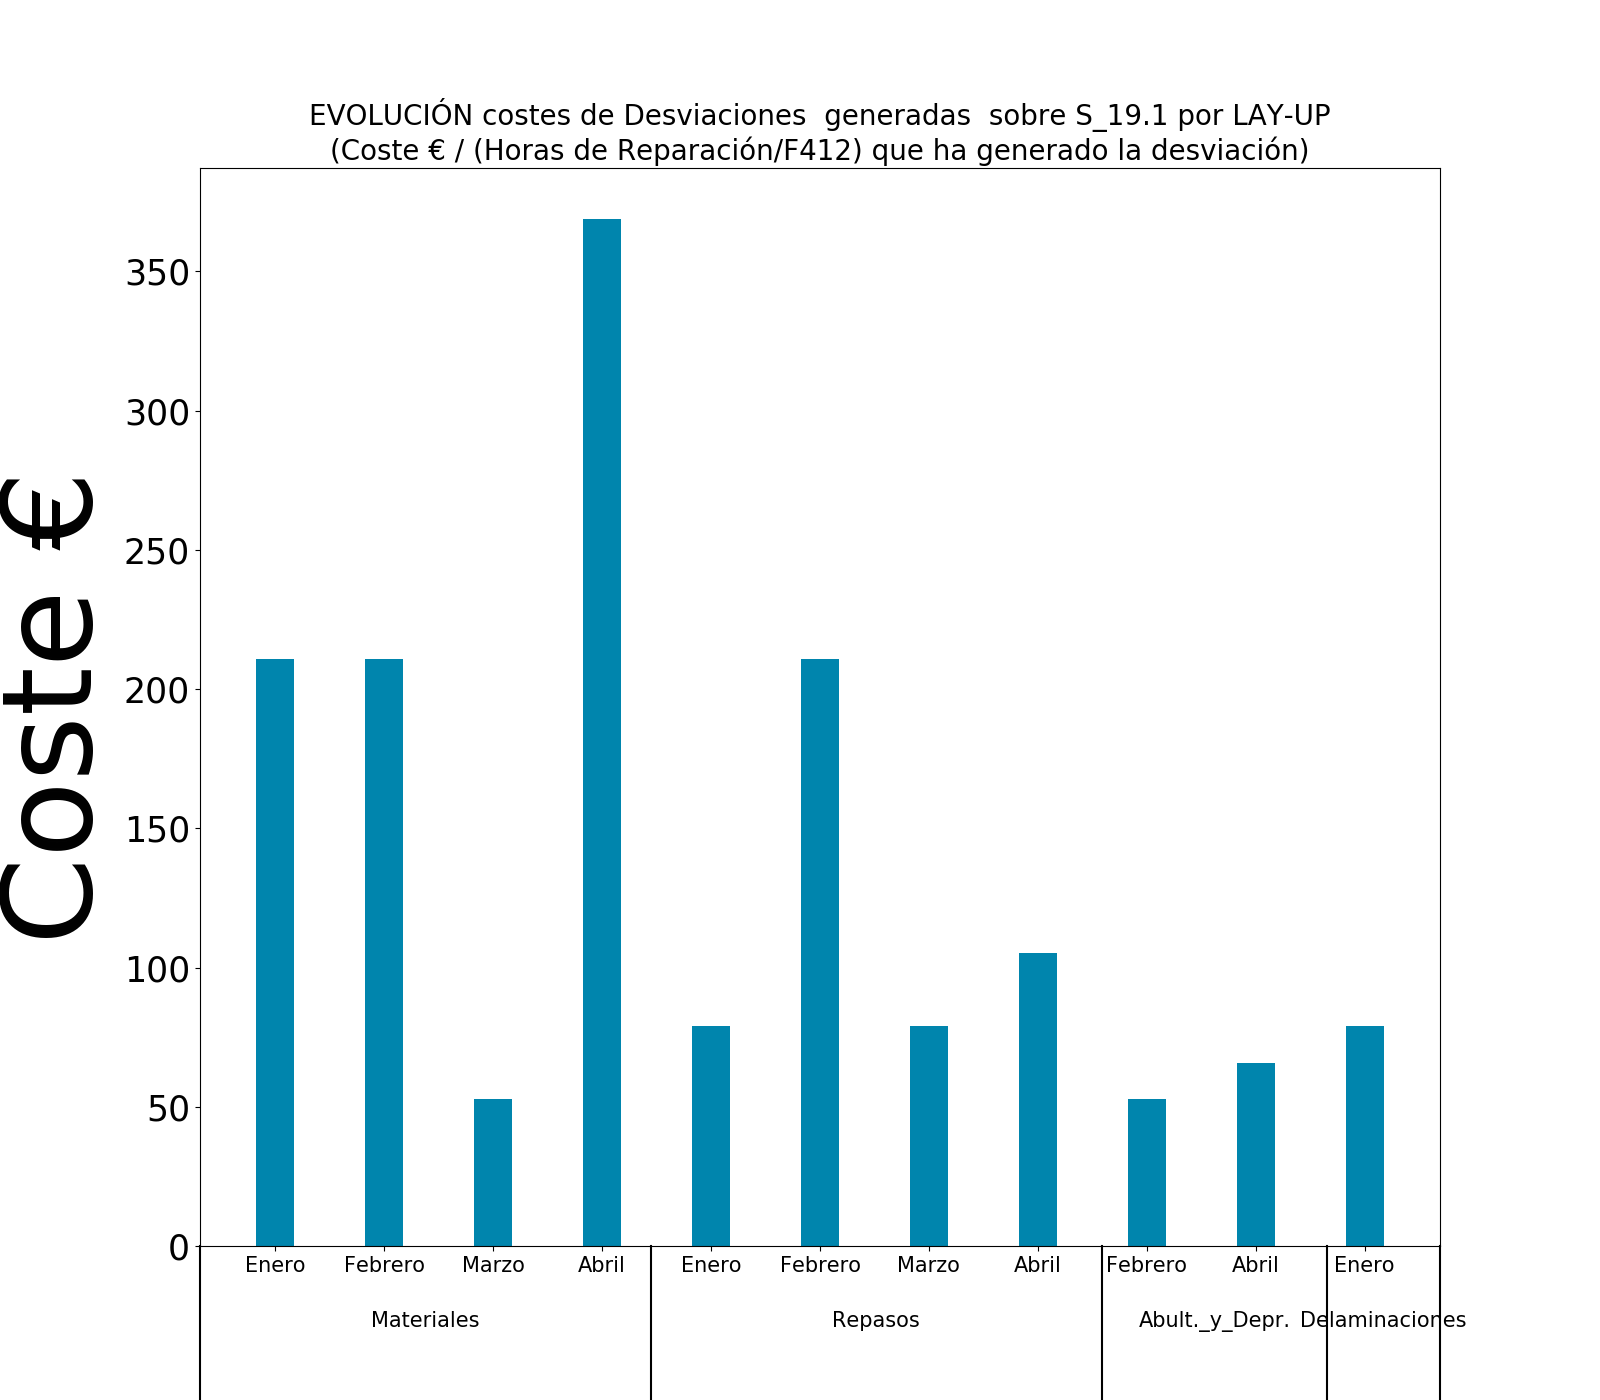 EVOLUCIÓN costes de Desviaciones  generadas  sobre S_19.1 por LAY-UP
(Coste € / (Horas de Reparación/F412) que ha generado la desviación)
Coste €
350
300
250
200
150
100
50
0
Enero Febrero Marzo Abril Enero Febrero Marzo Abril Febrero Abril Enero
Materiales Repasos Abult._y_Depr. Delaminaciones